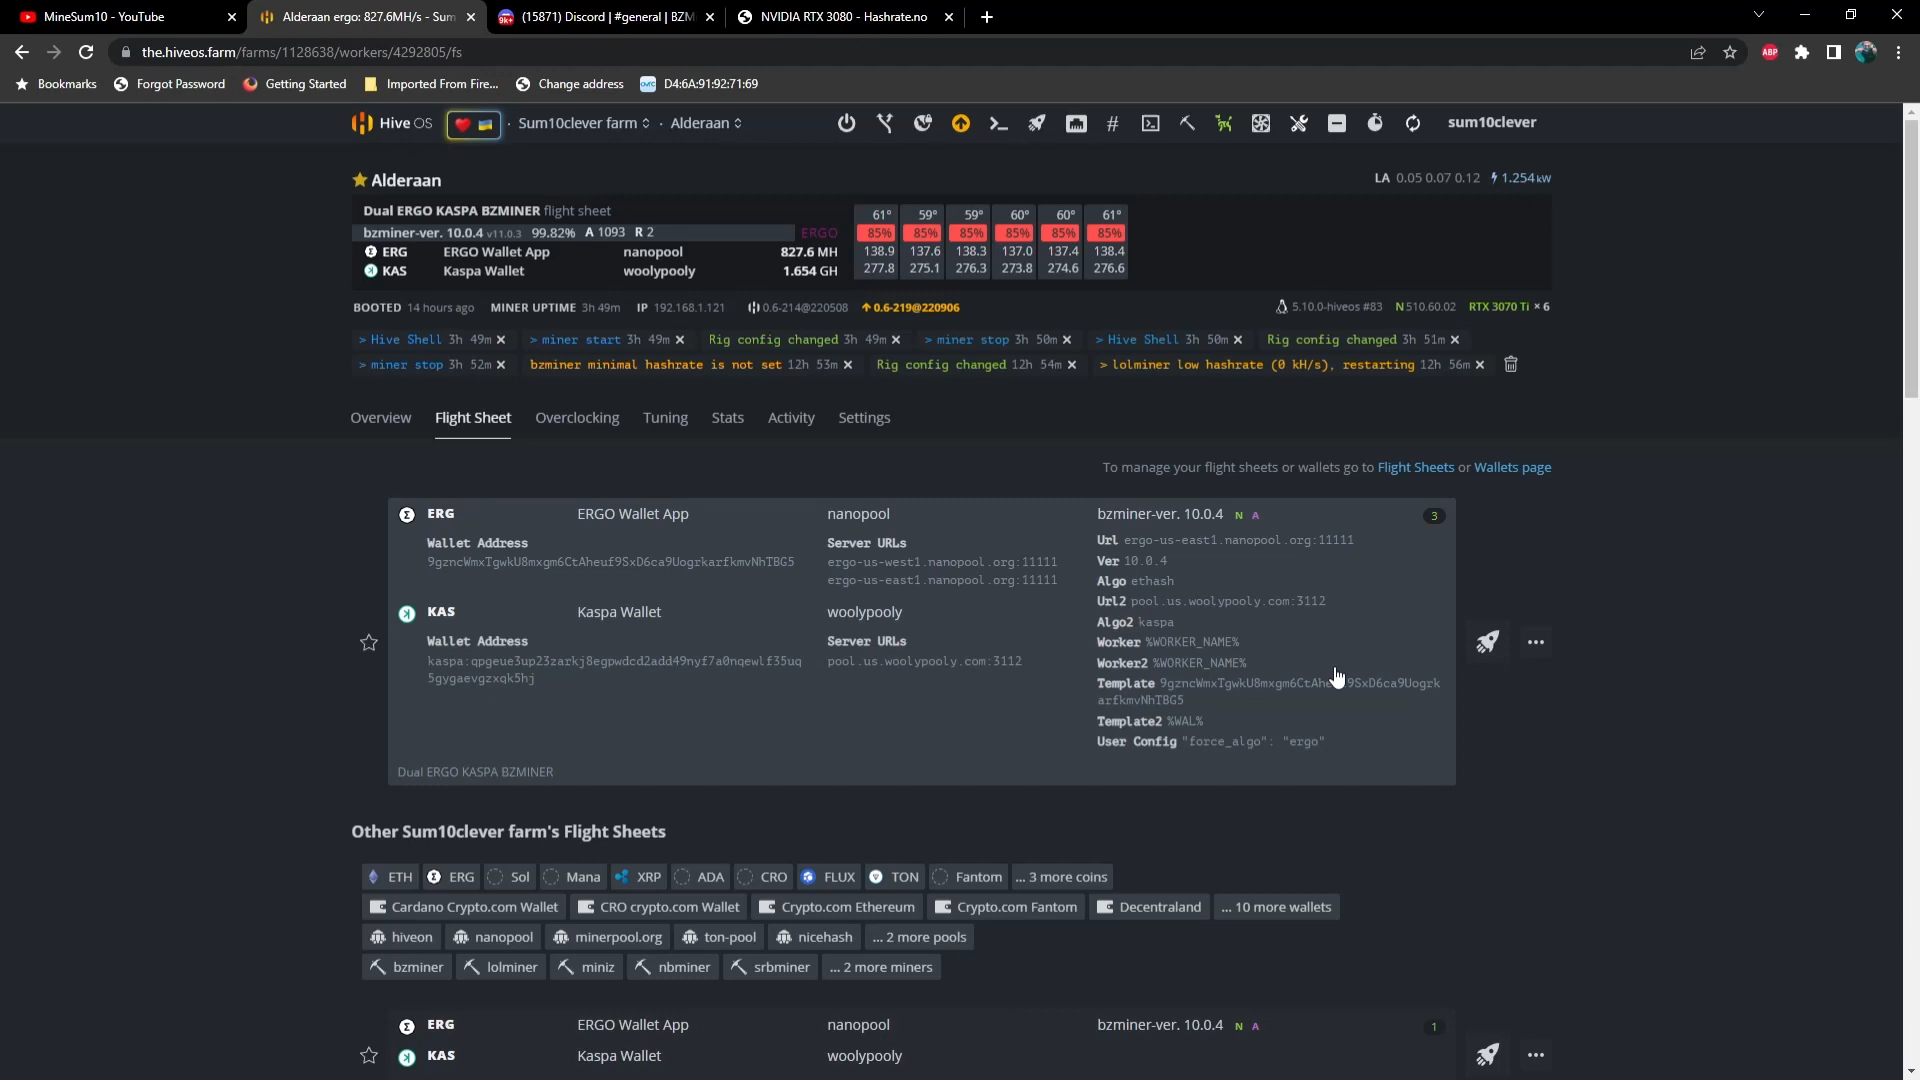 MineSum10 - YouTube
Alderaan ergo: 827.6MH/s - Sum
(15871) Discord | #general | BZM
NVIDIA RTX 3080 - Hashrate.no
the.hiveos.farm/farms/1128638/workers/4292805/fs
ABP
Bookmarks
Forgot Password
Getting Started
Imported From Fire...
Change address
D4:6A:91:92:71:69
Hive OS · Sum10clever farm · Alderaan
sum10clever
Alderaan
LA 0.05 0.07 0.12 1.254 kW
Dual ERGO KASPA BZMINER flight sheet
61° 59° 59° 60° 60° 61°
bzminer-ver. 10.0.4 v11.0.3 99.82% A 1093 R 2 ERGO
85% 85% 85% 85% 85% 85%
ERG ERGO Wallet App nanopool 827.6 MH
138.9 137.6 138.3 137.0 137.4 138.4
KAS Kaspa Wallet woolypooly 1.654 GH
277.8 275.1 276.3 273.8 274.6 276.6
BOOTED 14 hours ago MINER UPTIME 3h 49m IP 192.168.1.121 0.6-214@220508 0.6-219@220906
5.10.0-hiveos #83 N 510.60.02 RTX 3070 Ti × 6
> Hive Shell 3h 49m > miner start 3h 49m Rig config changed 3h 49m > miner stop 3h 50m > Hive Shell 3h 50m Rig config changed 3h 51m
> miner stop 3h 52m bzminer minimal hashrate is not set 12h 53m Rig config changed 12h 54m > lolminer low hashrate (0 kH/s), restarting 12h 56m
Overview Flight Sheet Overclocking Tuning Stats Activity Settings
To manage your flight sheets or wallets go to Flight Sheets or Wallets page
ERG ERGO Wallet App nanopool bzminer-ver. 10.0.4 N A 3
Wallet Address
9gzncWmxTgwkU8mxgm6CtAheuf9SxD6ca9UogrkarfkmvNhTBG5
Server URLs
ergo-us-west1.nanopool.org:11111
ergo-us-east1.nanopool.org:11111
KAS Kaspa Wallet woolypooly
Wallet Address
kaspa:qpgeue3up23zarkj8egpwdcd2add49nyf7a0nqewlf35uq
5gygaevgzxqk5hj
Server URLs
pool.us.woolypooly.com:3112
Url ergo-us-east1.nanopool.org:11111
Ver 10.0.4
Algo ethash
Url2 pool.us.woolypooly.com:3112
Algo2 kaspa
Worker %WORKER_NAME%
Worker2 %WORKER_NAME%
Template 9gzncWmxTgwkU8mxgm6CtAhe 9SxD6ca9Uogrk
arfkmvNhTBG5
Template2 %WAL%
User Config "force_algo": "ergo"
Dual ERGO KASPA BZMINER
Other Sum10clever farm's Flight Sheets
ETH ERG Sol Mana XRP ADA CRO FLUX TON Fantom ... 3 more coins
Cardano Crypto.com Wallet CRO crypto.com Wallet Crypto.com Ethereum Crypto.com Fantom Decentraland ... 10 more wallets
hiveon nanopool minerpool.org ton-pool nicehash ... 2 more pools
bzminer lolminer miniz nbminer srbminer ... 2 more miners
ERG ERGO Wallet App nanopool bzminer-ver. 10.0.4 N A 1
KAS Kaspa Wallet woolypooly